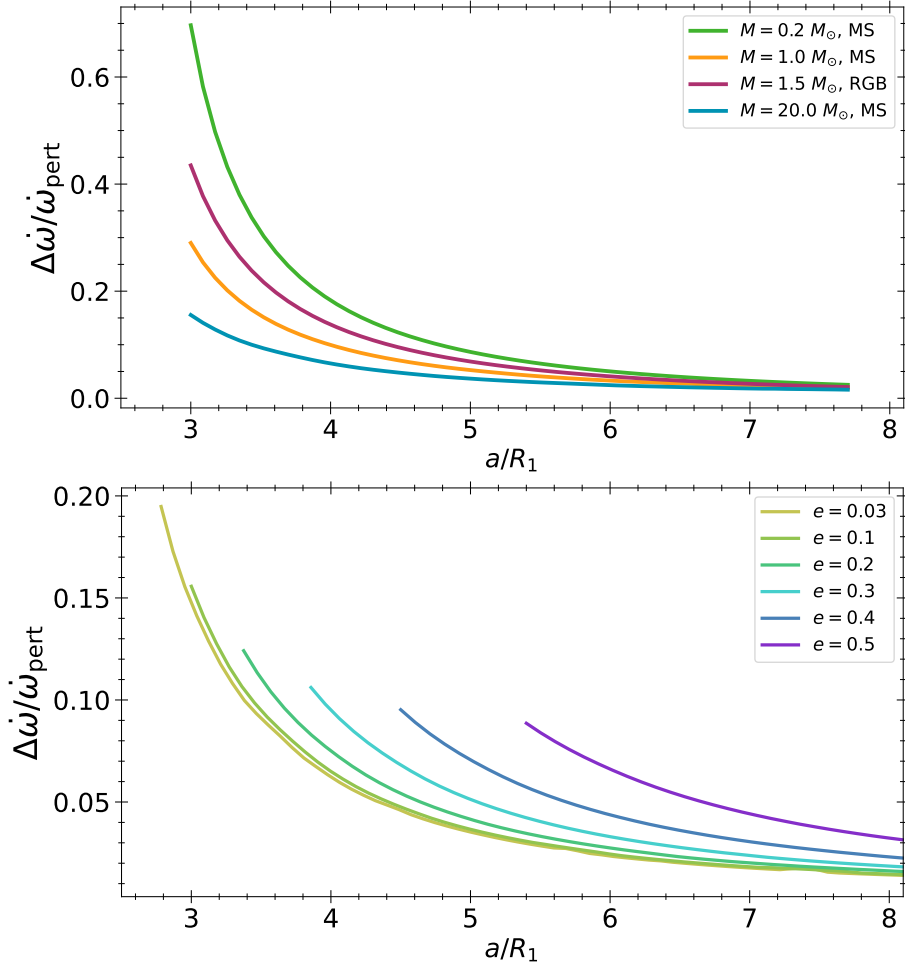 0.6
0.4
0.2
0.0
Δω̇/ω̇pert
M = 0.2 M⊙, MS
M = 1.0 M⊙, MS
M = 1.5 M⊙, RGB
M = 20.0 M⊙, MS
3 4 5 6 7 8
a/R1
0.20
0.15
0.10
0.05
Δω̇/ω̇pert
e = 0.03
e = 0.1
e = 0.2
e = 0.3
e = 0.4
e = 0.5
3 4 5 6 7 8
a/R1